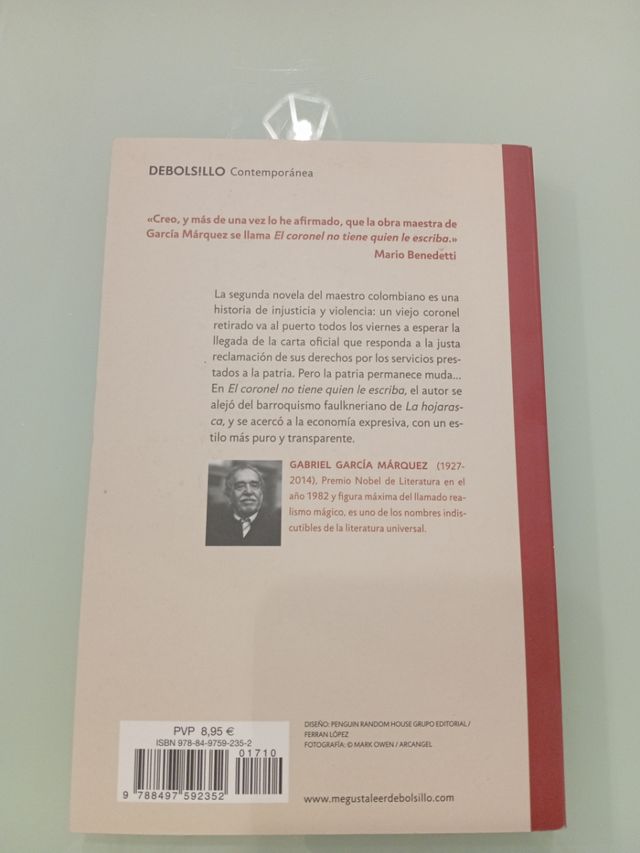 DEBOLS!LLO Contemporánea
«Creo, y más de una vez lo he afirmado, que la obra maestra de
García Márquez se llama El coronel no tiene quien le escriba.»
Mario Benedetti
La segunda novela del maestro colombiano es una
historia de injusticia y violencia: un viejo coronel
retirado va al puerto todos los viernes a esperar la
llegada de la carta oficial que responda a la justa
reclamación de sus derechos por los servicios pres-
tados a la patria. Pero la patria permanece muda...
En El coronel no tiene quien le escriba, el autor se
alejó del barroquismo faulkneriano de La hojaras-
ca, y se acercó a la economía expresiva, con un es-
tilo más puro y transparente.
GABRIEL GARCÍA MÁRQUEZ (1927-
2014), Premio Nobel de Literatura en el
año 1982 y figura máxima del llamado rea-
lismo mágico, es uno de los nombres indis-
cutibles de la literatura universal.
PVP 8,95 €
ISBN 978-84-9759-235-2
01710
9 788497 592352
DISEÑO: PENGUIN RANDOM HOUSE GRUPO EDITORIAL /
FERRAN LÓPEZ
FOTOGRAFÍA: © MARK OWEN / ARCANGEL
www.megustaleerdebolsillo.com